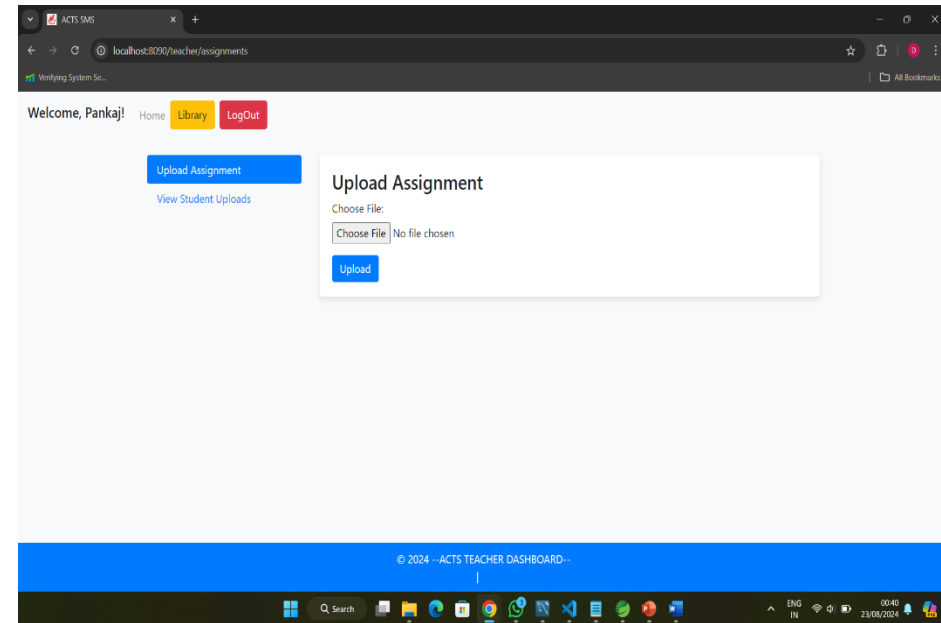 ACTS SMS
localhost:8090/teacher/assignments
D
Verifying System Se...
All Bookmarks
Welcome, Pankaj!
Home
Library
LogOut
Upload Assignment
View Student Uploads
Upload Assignment
Choose File:
Choose File No file chosen
Upload
© 2024 --ACTS TEACHER DASHBOARD--
|
Search
ENG
IN
00:40
23/08/2024